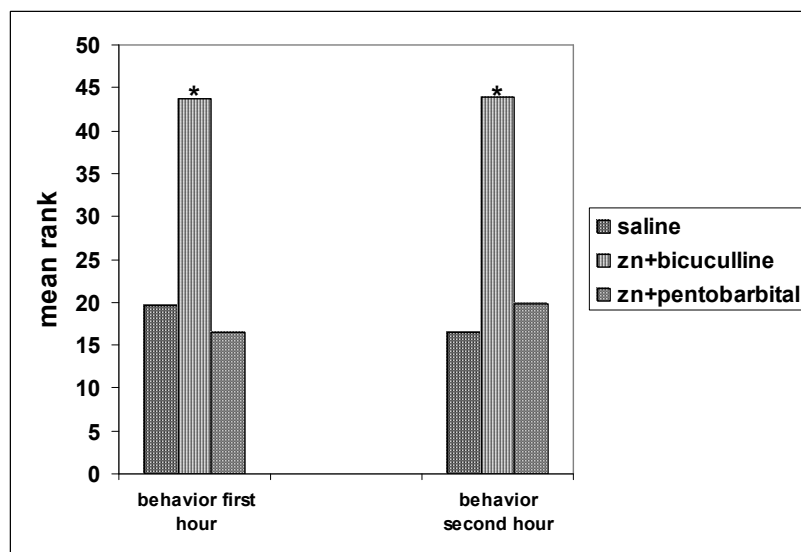 50
45
40
35
30
25
20
15
10
5
0
mean rank
*
*
behavior first
hour
behavior
second hour
saline
zn+bicuculline
zn+pentobarbital